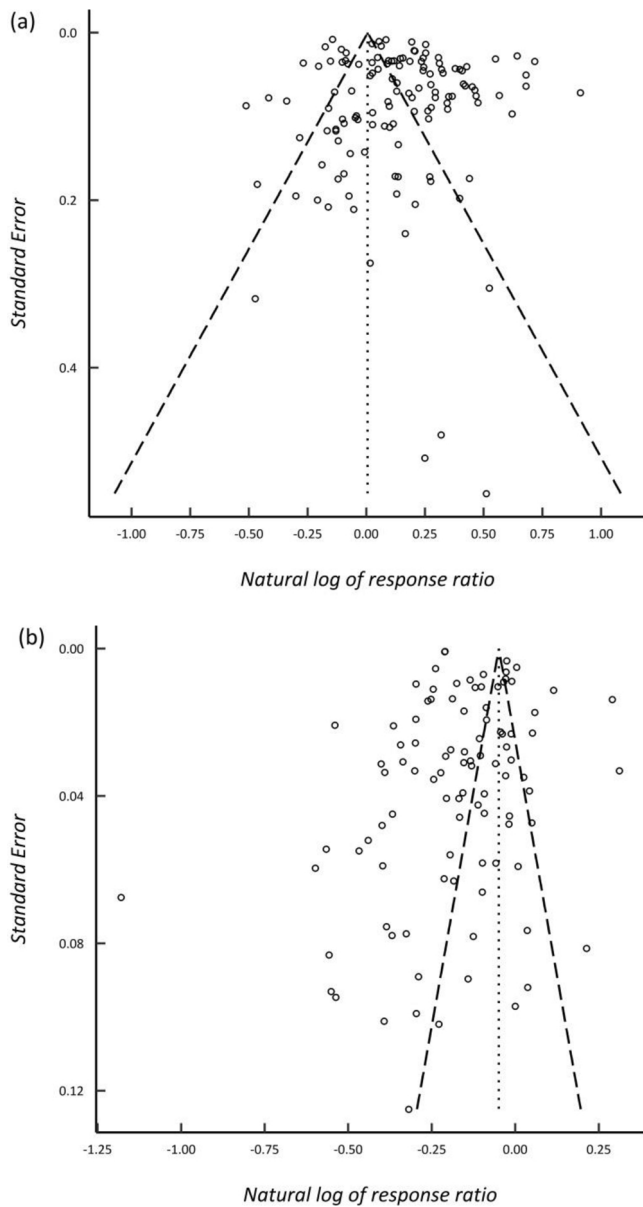 (a)
0.0
0.2
0.4
Standard Error
-1.00 -0.75 -0.50 -0.25 0.00 0.25 0.50 0.75 1.00
Natural log of response ratio
(b)
0.00
0.04
0.08
0.12
Standard Error
-1.25 -1.00 -0.75 -0.50 -0.25 0.00 0.25
Natural log of response ratio